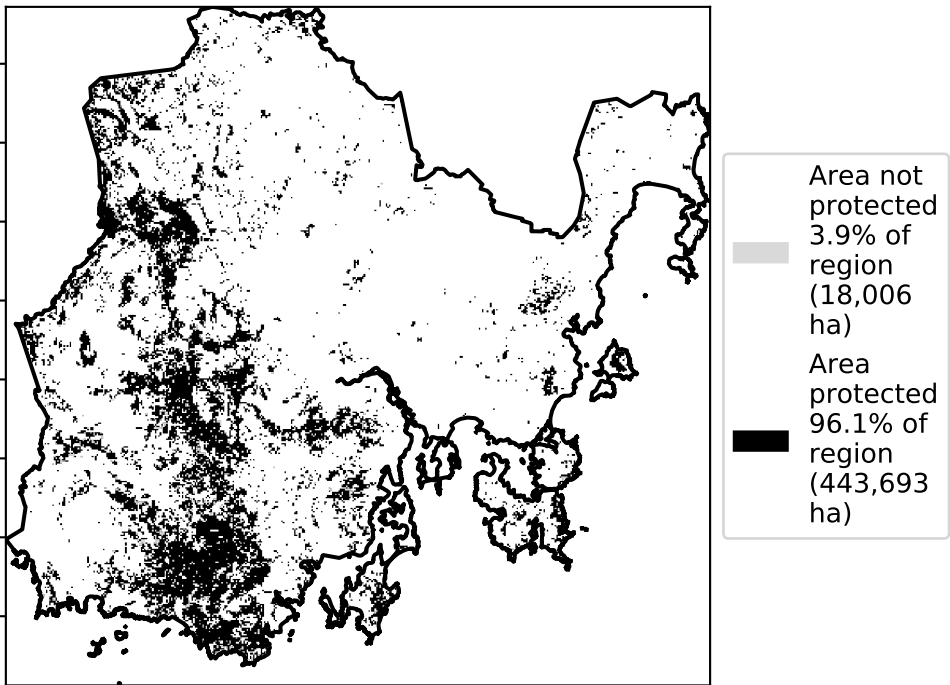 Area not
protected
3.9% of
region
(18,006
ha)
Area
protected
96.1% of
region
(443,693
ha)